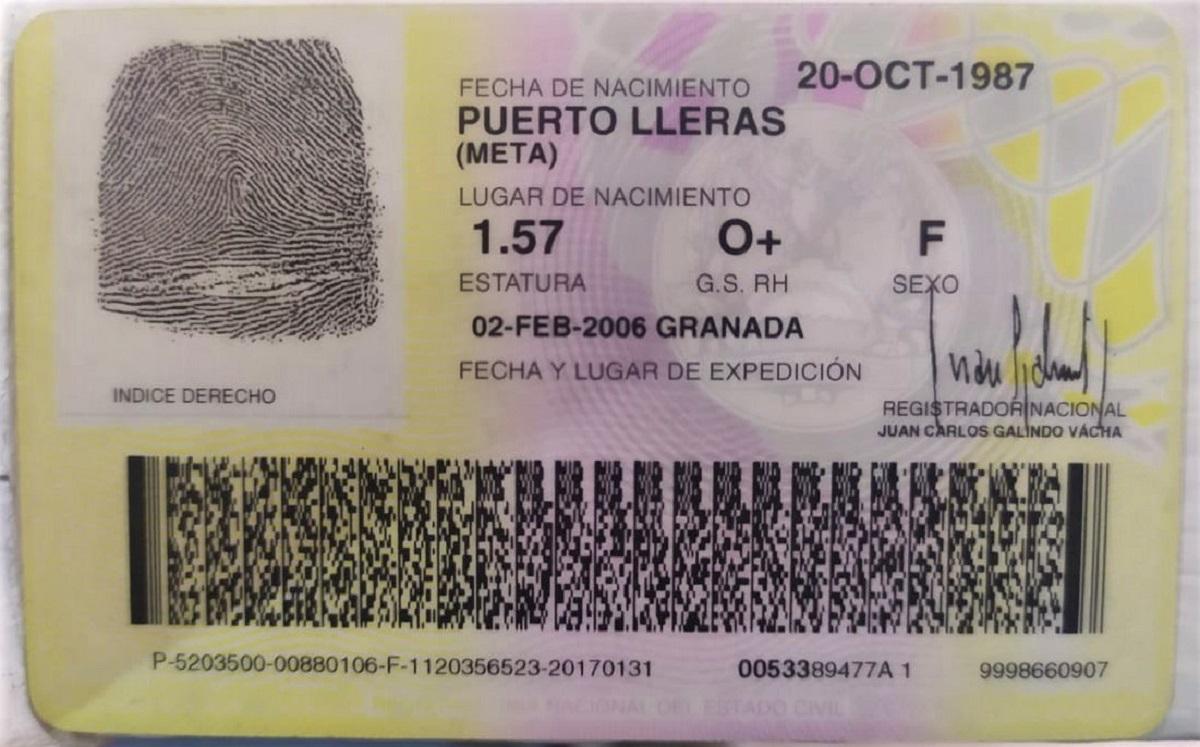 FECHA DE NACIMIENTO 20-OCT-1987
PUERTO LLERAS
(META)
LUGAR DE NACIMIENTO
1.57 O+ F
ESTATURA G.S. RH SEXO
02-FEB-2006 GRANADA
FECHA Y LUGAR DE EXPEDICIÓN
INDICE DERECHO
REGISTRADOR NACIONAL
JUAN CARLOS GALINDO VÁCHA
P-5203500-00880106-F-1120356523-20170131 0053389477A 1 9998660907
NACIONAL DEL ESTADO CIVIL